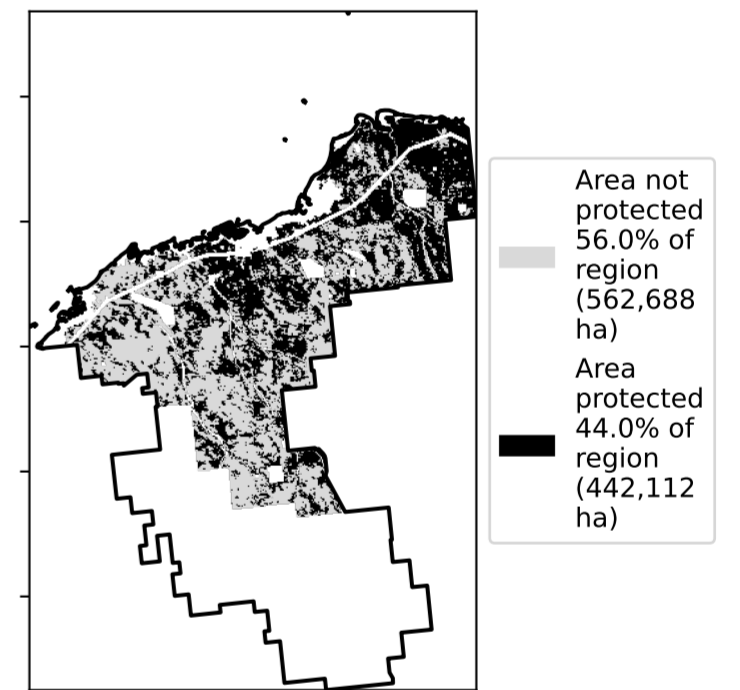 Area not
protected
56.0% of
region
(562,688
ha)
Area
protected
44.0% of
region
(442,112
ha)